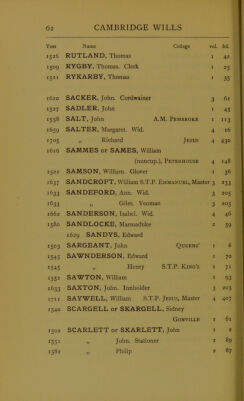 62 CAMBRIDGE WILLS
Year Name College vol. fol.
1526 RUTLAND, Thomas 1 42
1509 RYGBY, Thomas. Clerk 1 25
1521 RYKARBY, Thomas 1 35
1620 SACKER, John. Cordwainer 3 61
1527 SADLER, John 1 45
1558 SALT, John A.M. PEMBROKE 1 113
1659 SALTER, Margaret. Wid. 4 16
1705 „ Richard JESUS 4 430
1616 SAMMES or SAMES, William
(nuncup.), PETERHOUSE 4 148
1522 SAMSON, William. Glover 1 36
1637 SANDCROFT, William S.T.P. EMMANUEL, Master 3 233
1633 SANDEFORD, Ann. Wid. 3 205
1633 „ Giles. Yeoman 3 205
1662 SANDERSON, Isabel. Wid. 4 46
1580 SANDLOCKE, Marmaduke 2 59
1629 SANDYS, Edward
1503 SARGEANT, John QUEENS' 1 6
1545 SAWNDERSON, Edward 1 70
1545 „ Henry S.T.P. KING'S 1 71
1551 SAWTON, William 1 93
1633 SAXTON, John. Innholder 3 203
1711 SAYWELL, William S.T.P. JESUS, Master 4 407
1540 SCARGELL or SKARGELL, Sidney
GONVILLE 1 61
1502 SCARLETT or SKARLETT, John 1 2
1551 „ John. Stationer 1 89
1582 „ Philip 2 87